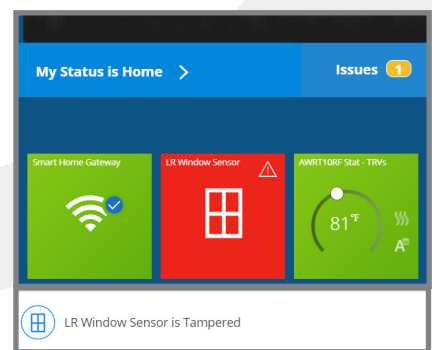 My Status is Home >
Issues 1
Smart Home Gateway
LR Window Sensor
AWRT10RF Stat - TRVs
81°F
A
LR Window Sensor is Tampered